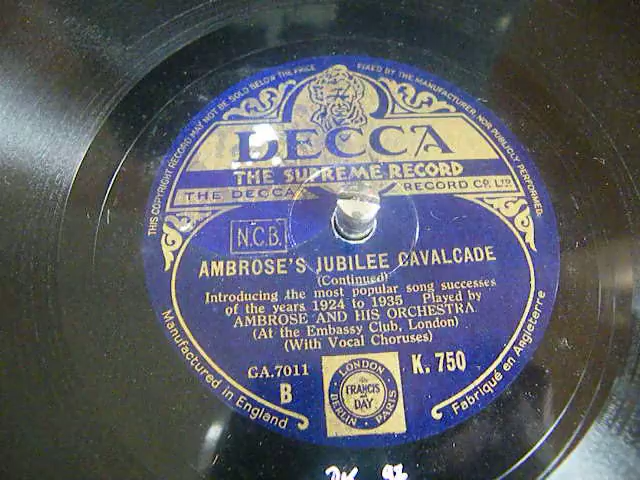 THIS COPYRIGHT RECORD MAY NOT BE SOLD BELOW THE PRICE FIXED BY THE MANUFACTURER, NOR PUBLICLY PERFORMED.
DECCA
THE SUPREME RECORD
THE DECCA RECORD CO. LTD
N.C.B.
AMBROSE'S JUBILEE CAVALCADE
(Continued)
Introducing the most popular song successes
of the years 1924 to 1935 Played by
AMBROSE AND HIS ORCHESTRA
(At the Embassy Club, London)
(With Vocal Choruses)
GA.7011
B
K. 750
LONDON
BERLIN
PARIS
FRANCIS
DAY
Manufactured in England
Fabriqué en Angleterre